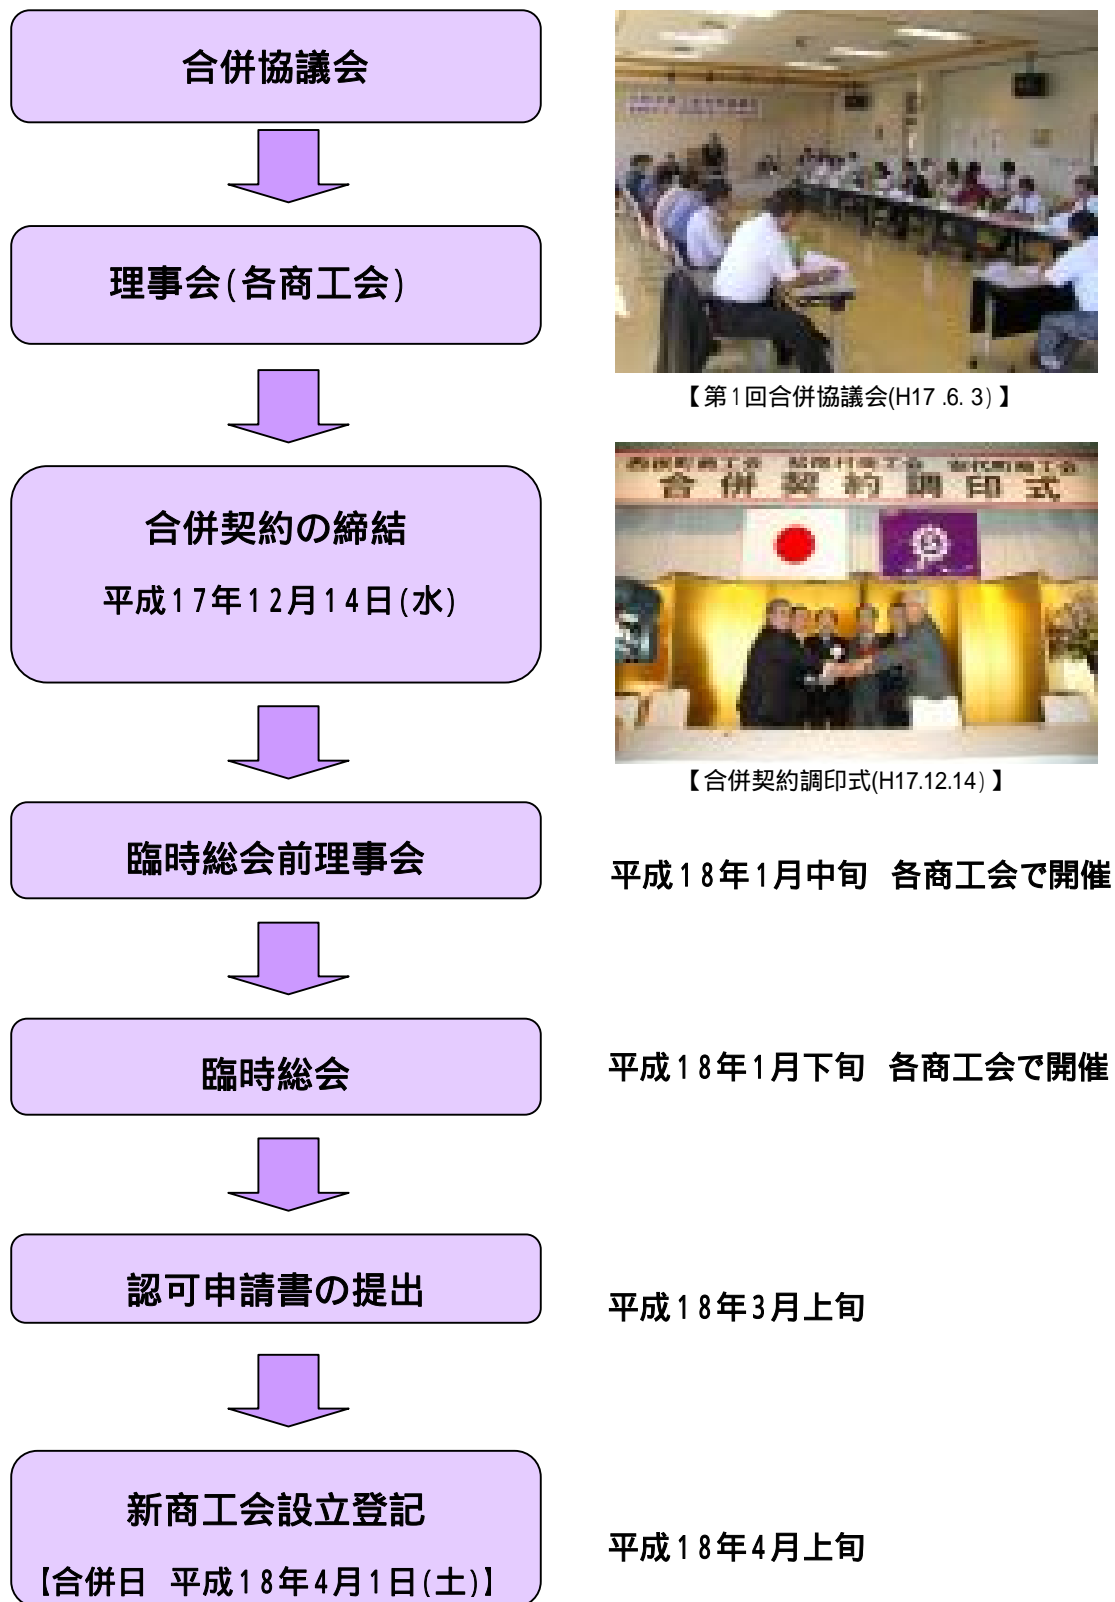 合併協議会
理事会(各商工会)
【第1回合併協議会(H17.6.3)】
合併契約調印式
合併契約の締結
平成17年12月14日(水)
【合併契約調印式(H17.12.14)】
臨時総会前理事会
平成18年1月中旬 各商工会で開催
臨時総会
平成18年1月下旬 各商工会で開催
認可申請書の提出
平成18年3月上旬
新商工会設立登記
平成18年4月上旬
【合併日 平成18年4月1日(土)】